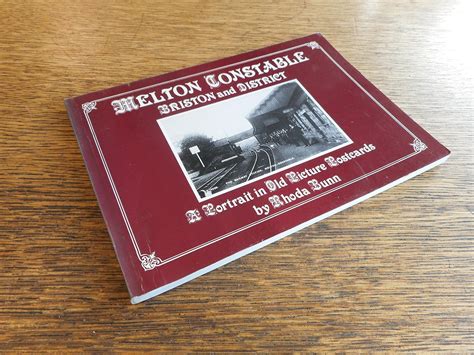 MELTON CONSTABLE
BRISTON and DISTRICT
A Portrait in Old Picture Postcards
by Rhoda Bunn